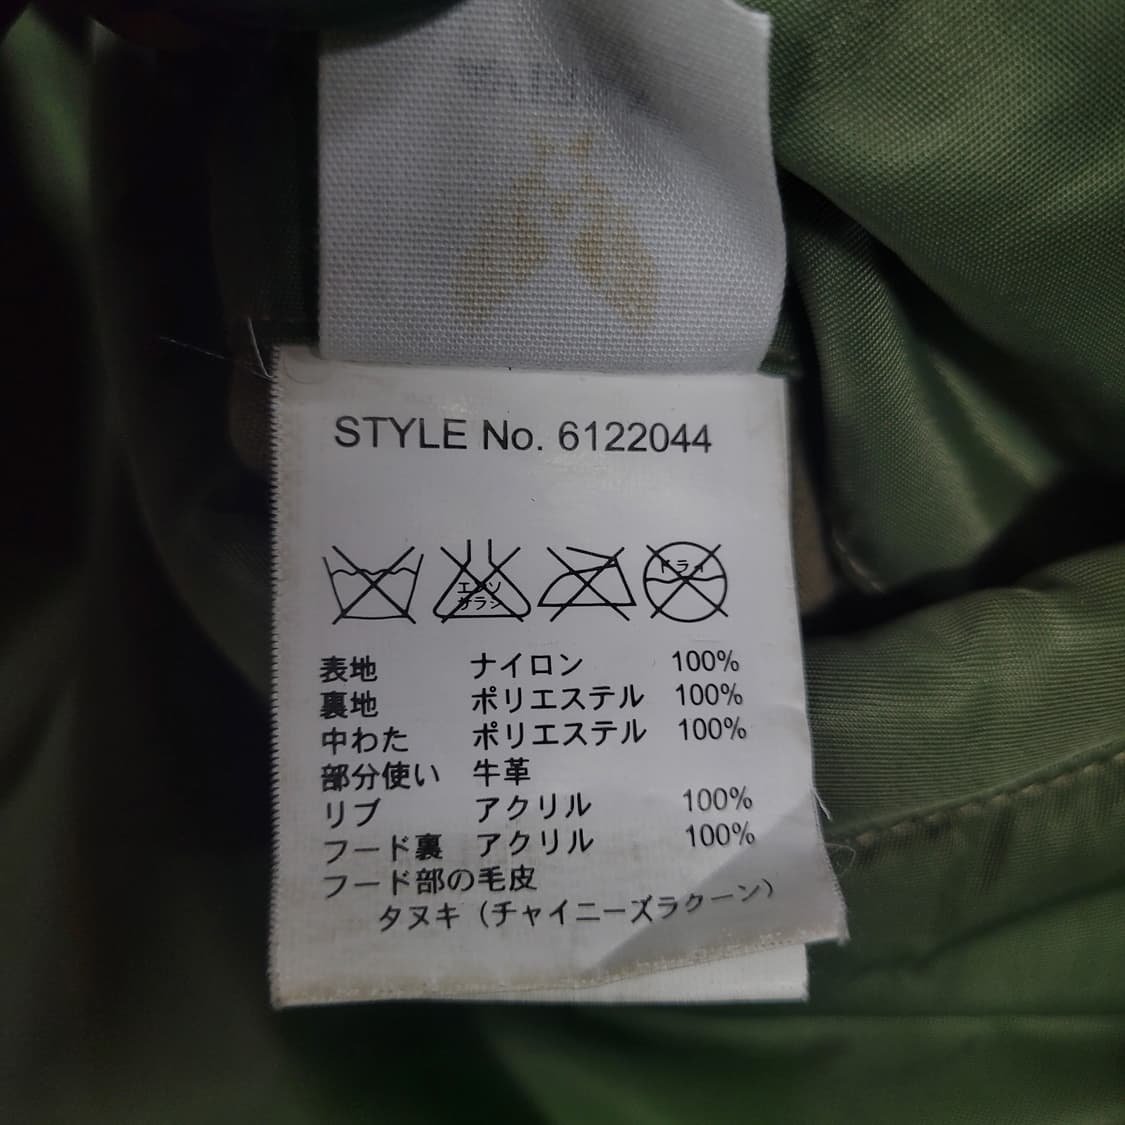 STYLE No. 6122044
エンソ
サラシ
ドライ
表地 ナイロン 100%
裏地 ポリエステル 100%
中わた ポリエステル 100%
部分使い 牛革
リブ アクリル 100%
フード裏 アクリル 100%
フード部の毛皮
タヌキ（チャイニーズラクーン）